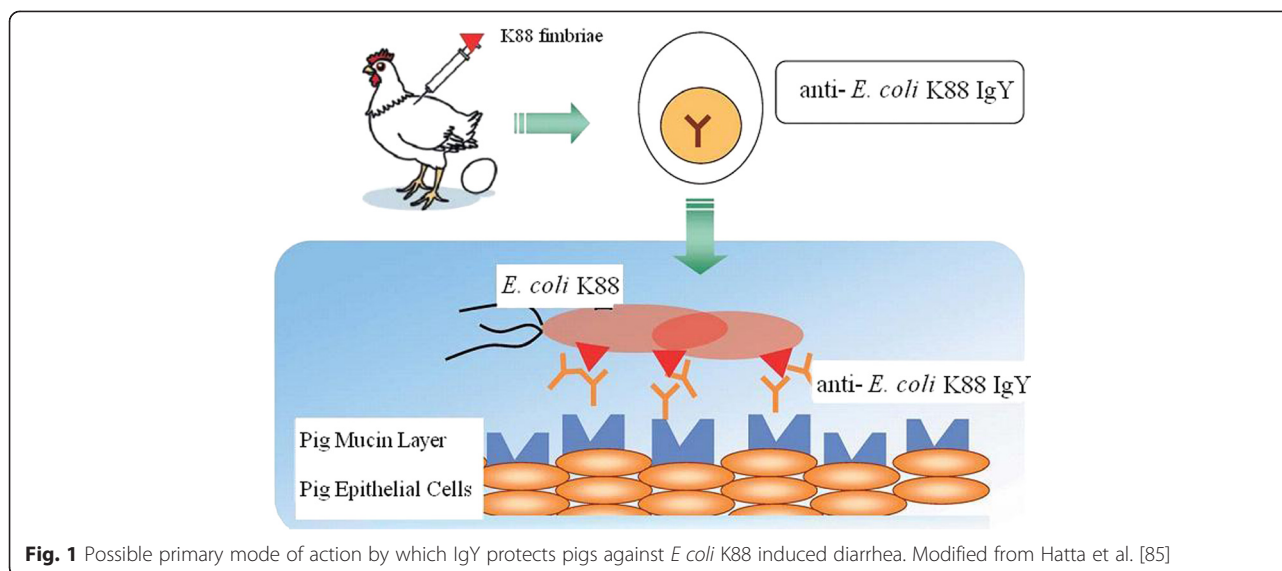 K88 fimbriae
anti- E. coli K88 IgY
E. coli K88
anti- E. coli K88 IgY
Pig Mucin Layer
Pig Epithelial Cells
Fig. 1 Possible primary mode of action by which IgY protects pigs against E coli K88 induced diarrhea. Modified from Hatta et al. [85]